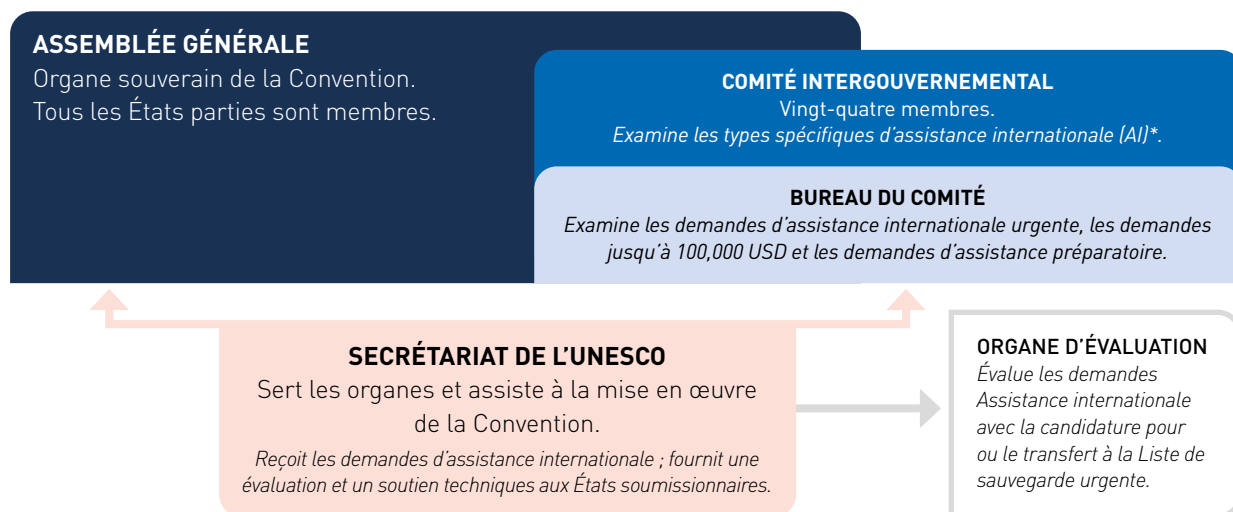 ASSEMBLÉE GÉNÉRALE
Organe souverain de la Convention.
Tous les États parties sont membres.
COMITÉ INTERGOUVERNEMENTAL
Vingt-quatre membres.
Examine les types spécifiques d'assistance internationale (AI)*.
BUREAU DU COMITÉ
Examine les demandes d'assistance internationale urgente, les demandes
jusqu'à 100,000 USD et les demandes d'assistance préparatoire.
SECRÉTARIAT DE L'UNESCO
Sert les organes et assiste à la mise en œuvre
de la Convention.
Reçoit les demandes d'assistance internationale ; fournit une
évaluation et un soutien techniques aux États soumissionnaires.
ORGANE D'ÉVALUATION
Évalue les demandes
Assistance internationale
avec la candidature pour
ou le transfert à la Liste de
sauvegarde urgente.